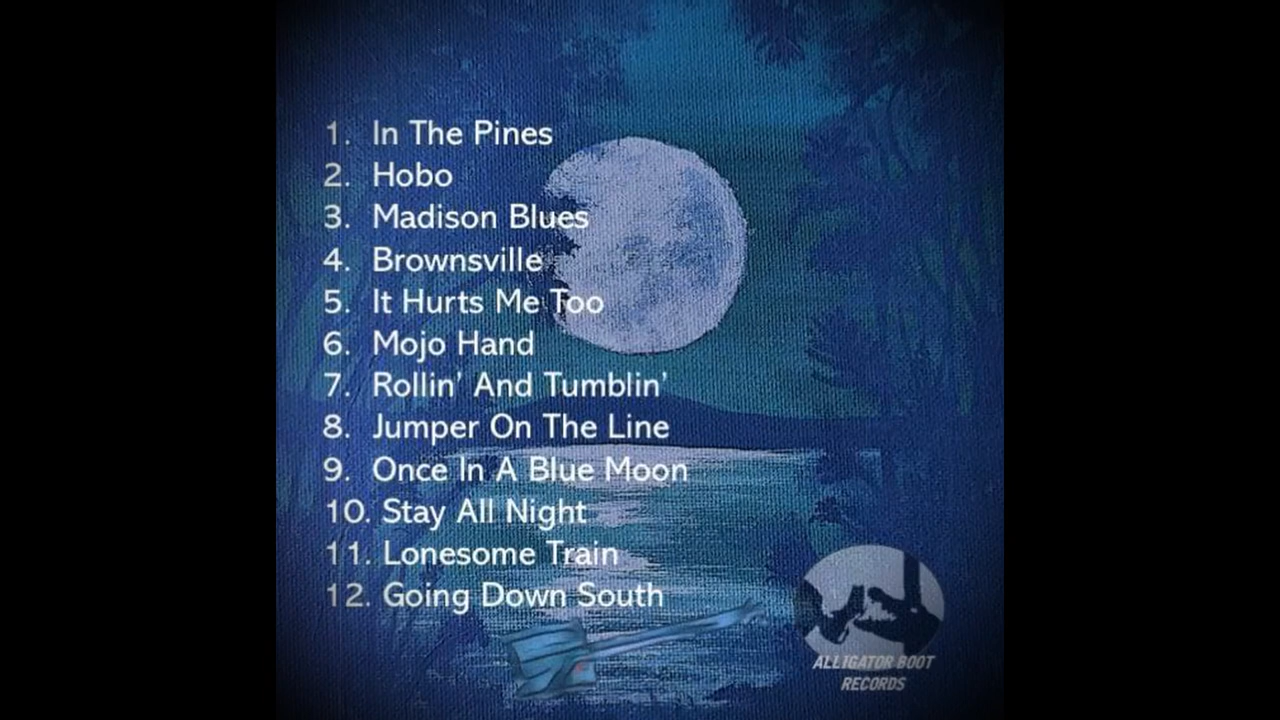 1. In The Pines
2. Hobo
3. Madison Blues
4. Brownsville
5. It Hurts Me Too
6. Mojo Hand
7. Rollin' And Tumblin'
8. Jumper On The Line
9. Once In A Blue Moon
10. Stay All Night
11. Lonesome Train
12. Going Down South
ALLIGATOR BOOT
RECORDS